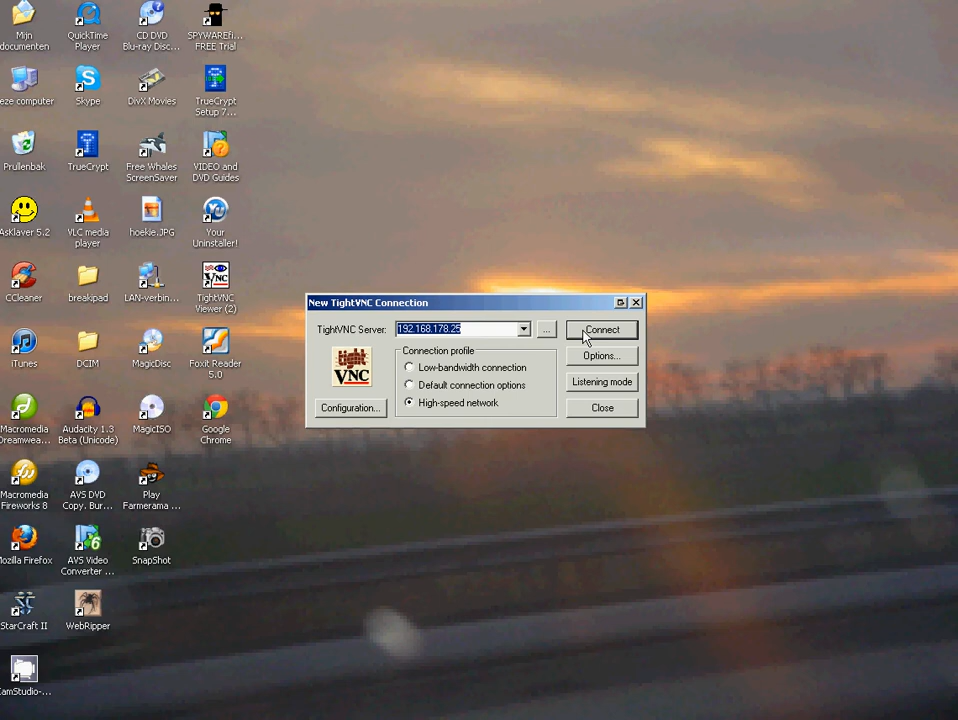 Mijn
documenten
QuickTime
Player
CD DVD
Blu-ray Disc...
SPYWAREfi...
FREE Trial
eze computer
Skype
DivX Movies
TrueCrypt
Setup 7...
Prullenbak
TrueCrypt
Free Whales
ScreenSaver
VIDEO and
DVD Guides
AsKlaver 5.2
VLC media
player
hoekie.JPG
Your
Uninstaller!
CCleaner
breakipad
LAN-verbin...
TightVNC
Viewer (2)
New TightVNC Connection
TightVNC Server:
192.168.178.25
...
Connect
Connection profile
Low-bandwidth connection
Default connection options
High-speed network
Options...
Listening mode
Configuration...
Close
tight
VNC
iTunes
DCIM
MagicDisc
Foxit Reader
5.0
Macromedia
Dreamwea...
Audacity 1.3
Beta (Unicode)
MagicISO
Google
Chrome
Macromedia
Fireworks 8
AVS DVD
Copy. Bur...
Play
Farmerama ...
Mozilla Firefox
AVS Video
Converter ...
SnapShot
StarCraft II
WebRipper
CamStudio-...